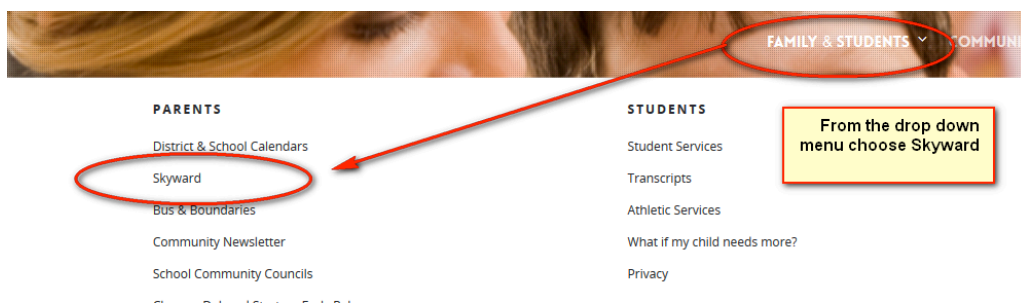 FAMILY & STUDENTS
PARENTS
District & School Calendars
Skyward
Bus & Boundaries
Community Newsletter
School Community Councils
STUDENTS
Student Services
Transcripts
Athletic Services
What if my child needs more?
Privacy
From the drop down
menu choose Skyward